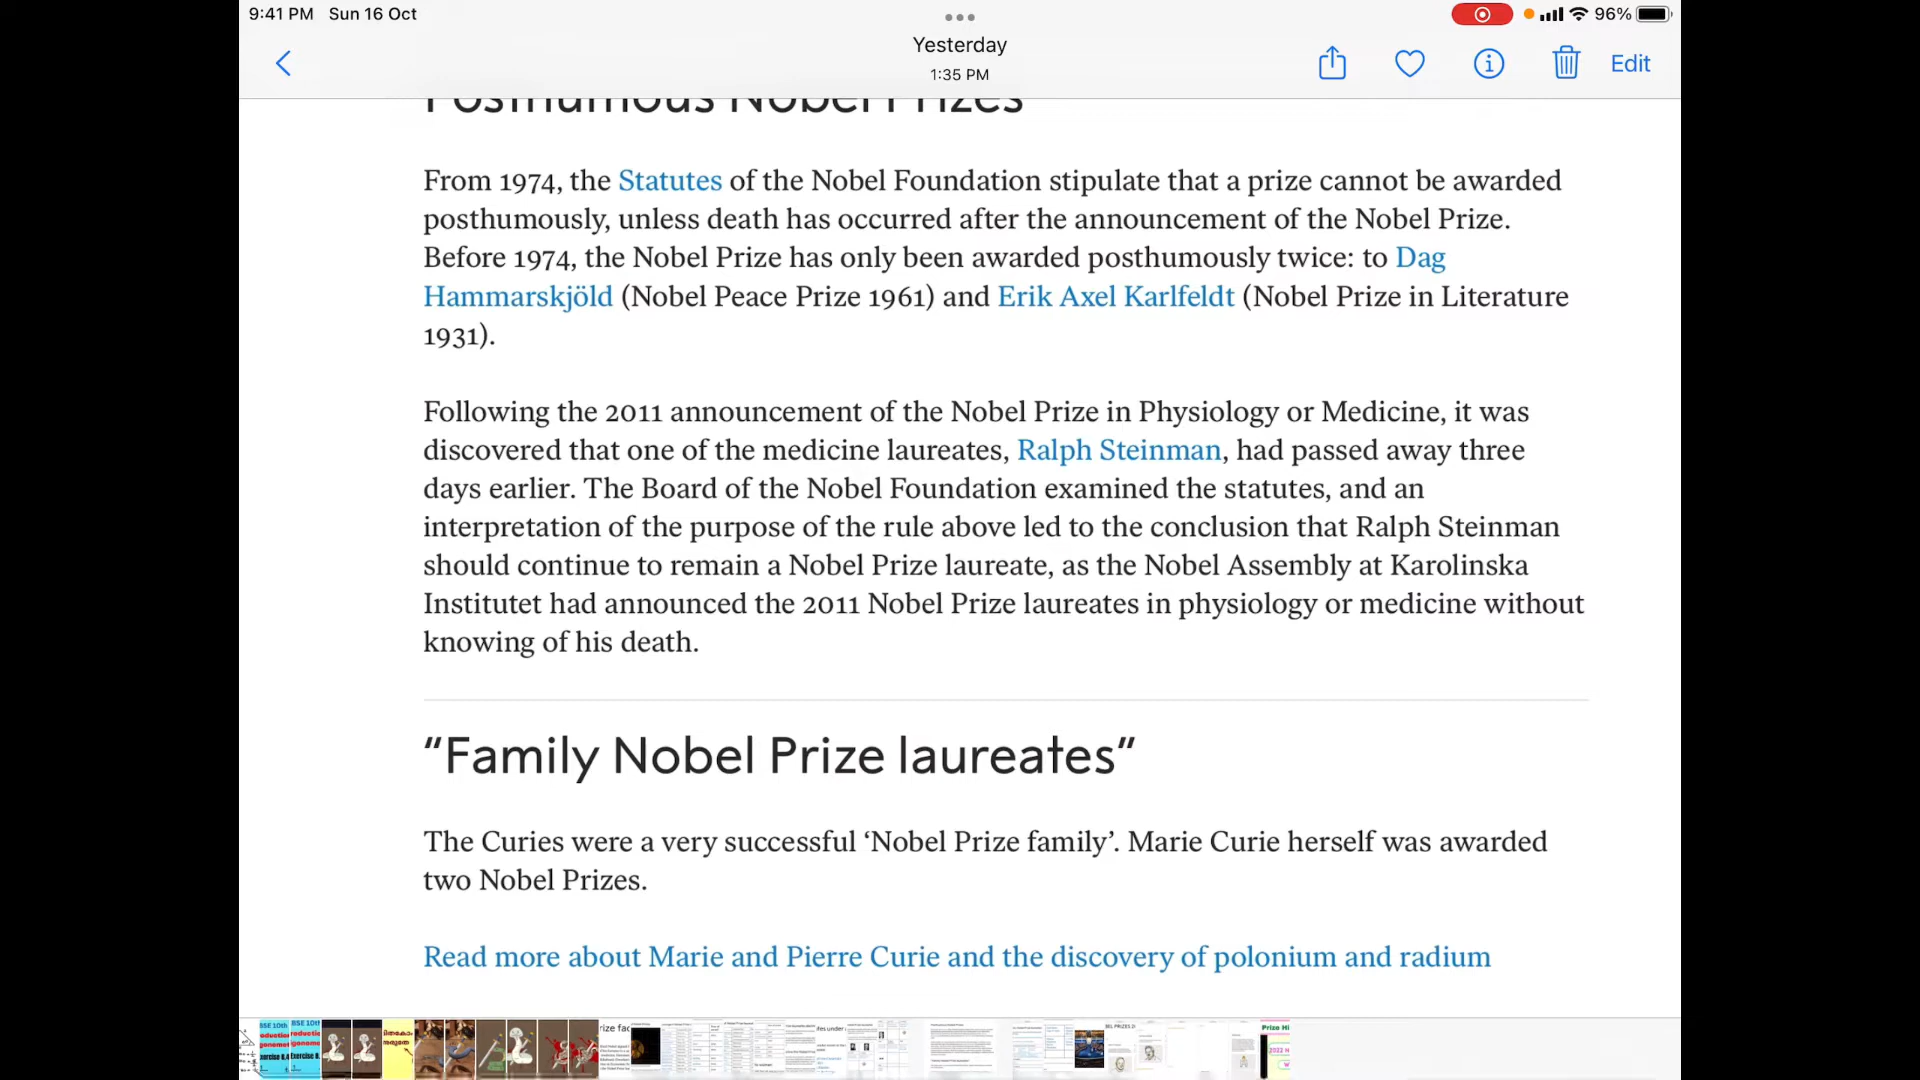 9:41 PM Sun 16 Oct
96%
Yesterday
1:35 PM
Edit
Posthumous Nobel Prizes
From 1974, the Statutes of the Nobel Foundation stipulate that a prize cannot be awarded
posthumously, unless death has occurred after the announcement of the Nobel Prize.
Before 1974, the Nobel Prize has only been awarded posthumously twice: to Dag
Hammarskjöld (Nobel Peace Prize 1961) and Erik Axel Karlfeldt (Nobel Prize in Literature
1931).
Following the 2011 announcement of the Nobel Prize in Physiology or Medicine, it was
discovered that one of the medicine laureates, Ralph Steinman, had passed away three
days earlier. The Board of the Nobel Foundation examined the statutes, and an
interpretation of the purpose of the rule above led to the conclusion that Ralph Steinman
should continue to remain a Nobel Prize laureate, as the Nobel Assembly at Karolinska
Institutet had announced the 2011 Nobel Prize laureates in physiology or medicine without
knowing of his death.
“Family Nobel Prize laureates”
The Curies were a very successful ‘Nobel Prize family’. Marie Curie herself was awarded
two Nobel Prizes.
Read more about Marie and Pierre Curie and the discovery of polonium and radium